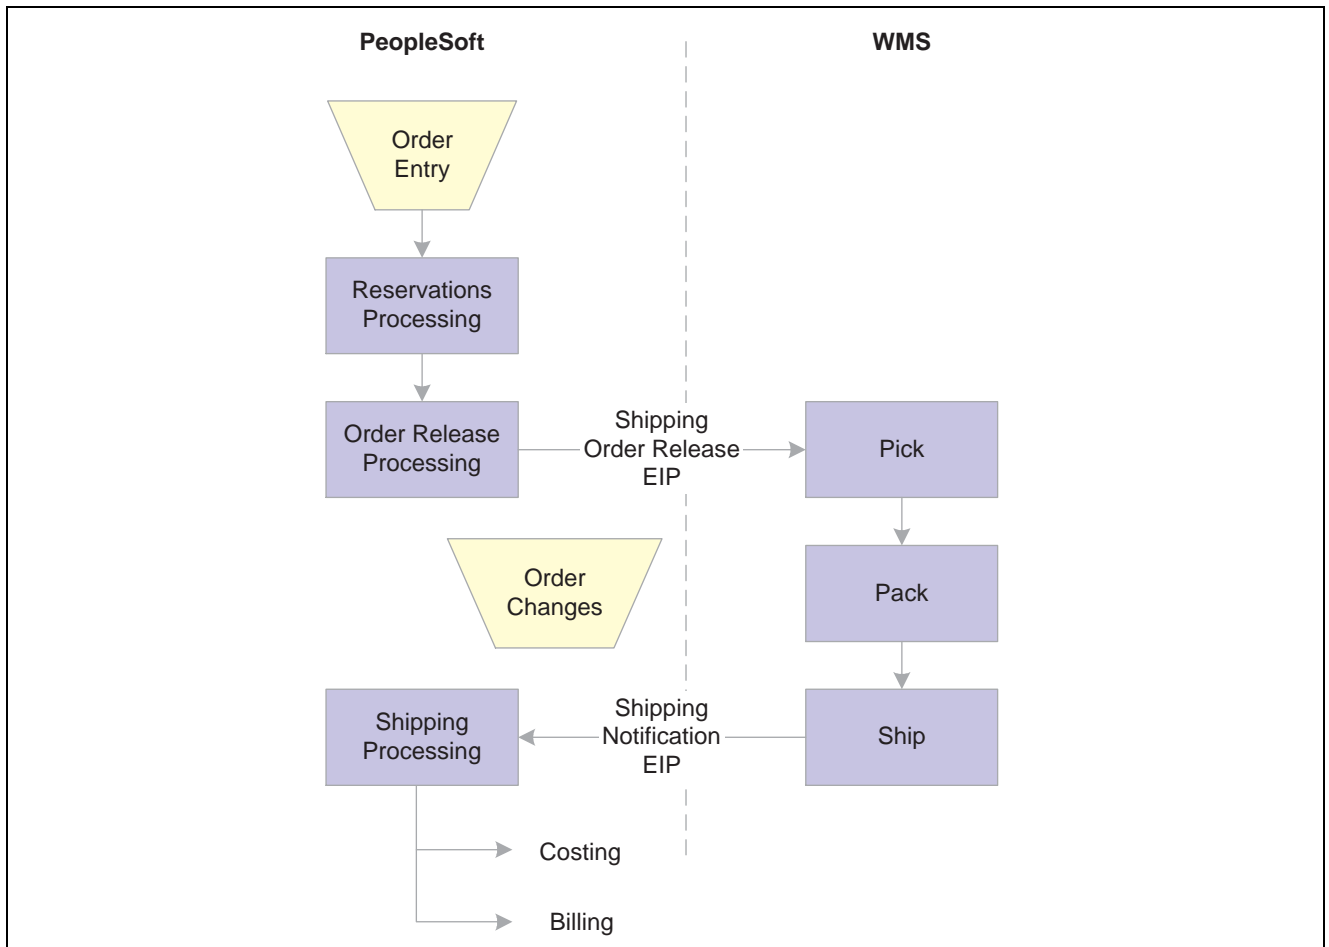 PeopleSoft
WMS
Order
Entry
Reservations
Processing
Order Release
Processing
Shipping
Order Release
EIP
Pick
Order
Changes
Pack
Shipping
Processing
Shipping
Notification
EIP
Ship
Costing
Billing